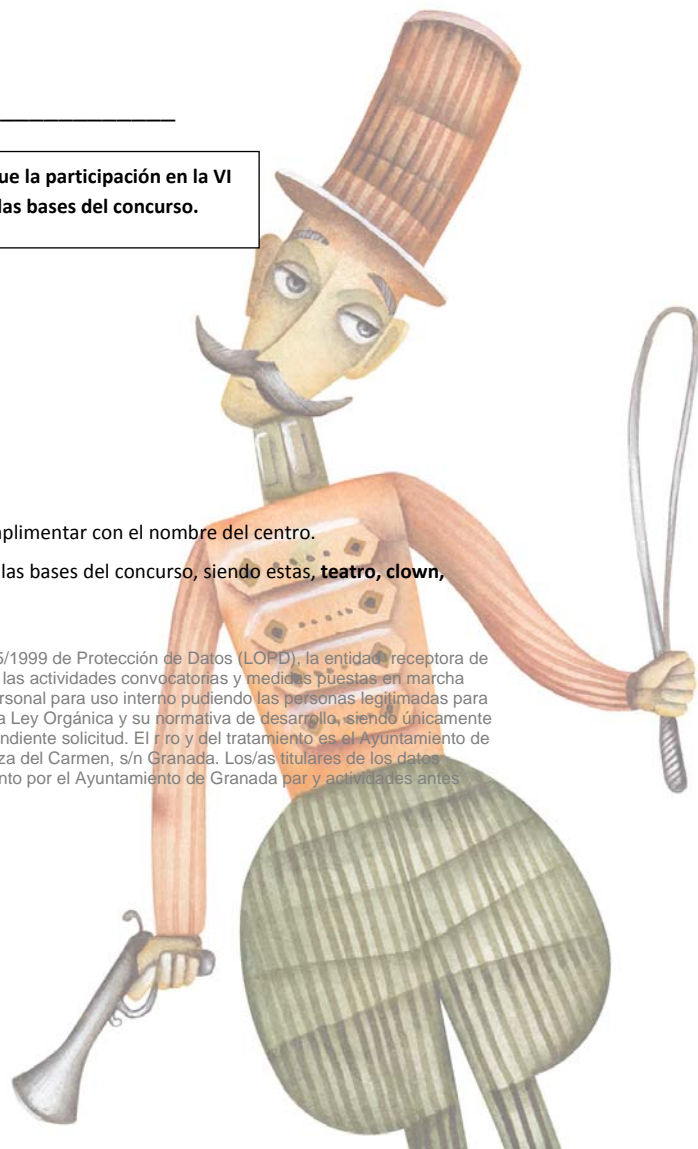 ue la participación en la VI
las bases del concurso.
plimentar con el nombre del centro.
las bases del concurso, siendo estas, teatro, clown,
5/1999 de Protección de Datos (LOPD), la entidad receptora de
las actividades convocatorias y medidas puestas en marcha
ersonal para uso interno pudiendo las personas legitimadas para
a Ley Orgánica y su normativa de desarrollo, siendo únicamente
ndiente solicitud. El r ro y del tratamiento es el Ayuntamiento de
za del Carmen, s/n Granada. Los/as titulares de los datos
nto por el Ayuntamiento de Granada par y actividades antes